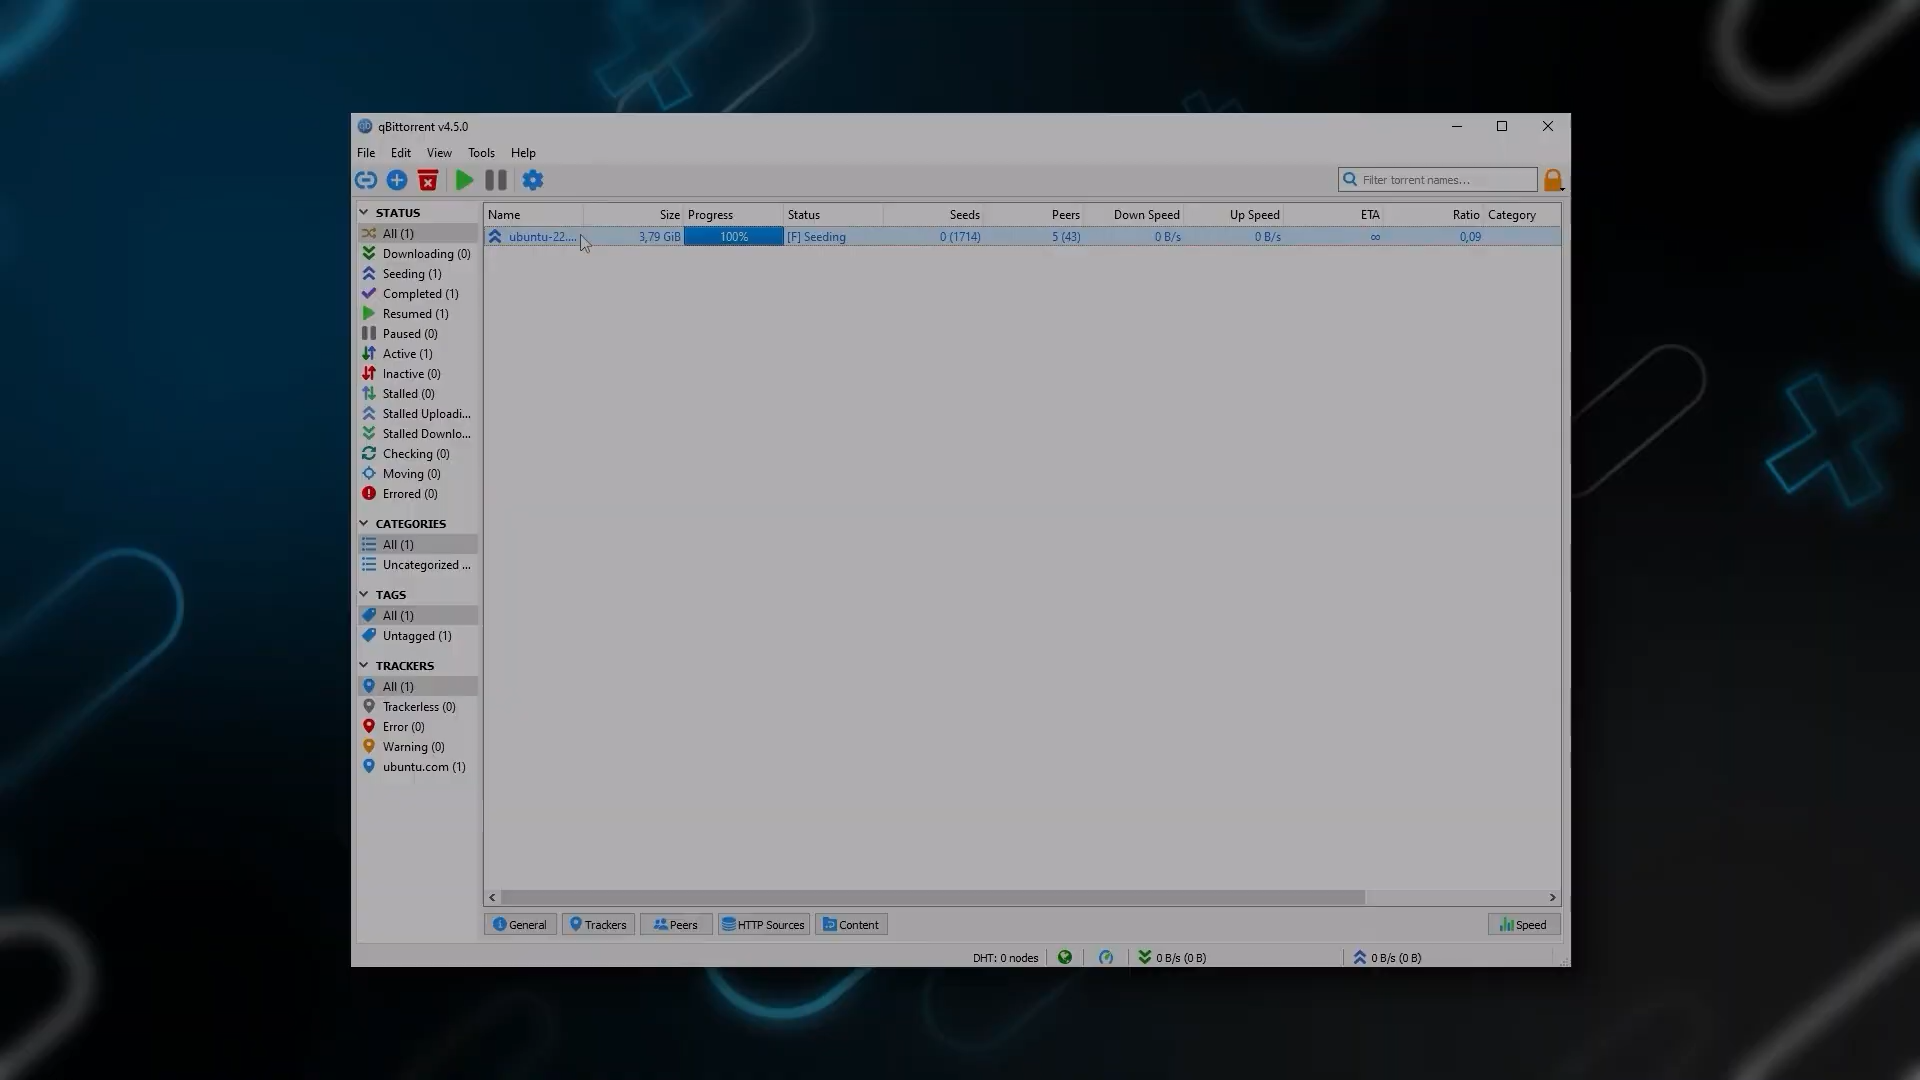 qBittorrent v4.5.0
File Edit View Tools Help
Filter torrent names...
STATUS
All (1)
Downloading (0)
Seeding (1)
Completed (1)
Resumed (1)
Paused (0)
Active (1)
Inactive (0)
Stalled (0)
Stalled Uploadi...
Stalled Downlo...
Checking (0)
Moving (0)
Errored (0)
CATEGORIES
All (1)
Uncategorized ...
TAGS
All (1)
Untagged (1)
TRACKERS
All (1)
Trackerless (0)
Error (0)
Warning (0)
ubuntu.com (1)
Name Size Progress Status Seeds Peers Down Speed Up Speed ETA Ratio Category
ubuntu-22.... 3,79 GiB 100% [F] Seeding 0 (1714) 5 (43) 0 B/s 0 B/s ∞ 0,09
General Trackers Peers HTTP Sources Content Speed
DHT: 0 nodes 0 B/s (0 B) 0 B/s (0 B)